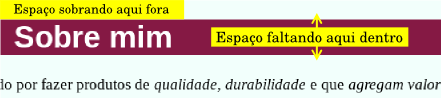 Espaço sobrando aqui fora
Sobre mim
Espaço faltando aqui dentro
do por fazer produtos de qualidade, durabilidade e que agregam valor